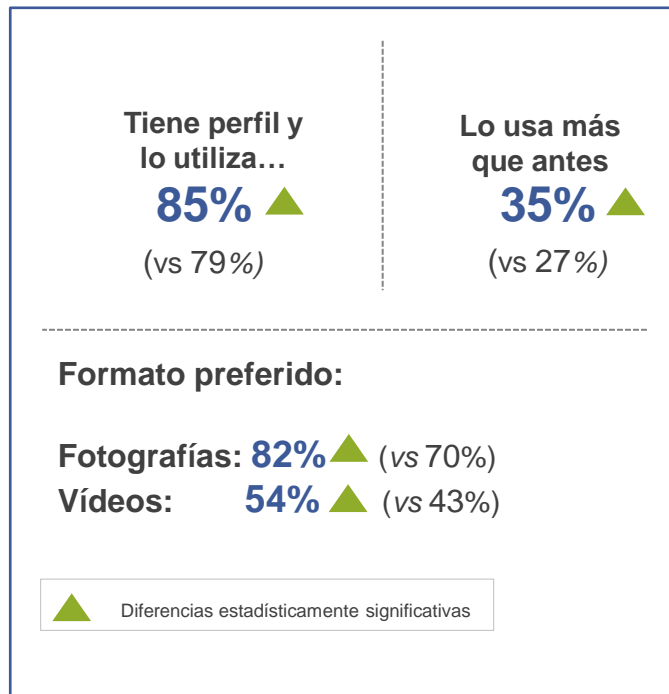 Tiene perfil y
lo utiliza…
85%
(vs 79%)
Lo usa más
que antes
35%
(vs 27%)
Formato preferido:
Fotografías: 82% (vs 70%)
Vídeos: 54% (vs 43%)
Diferencias estadísticamente significativas